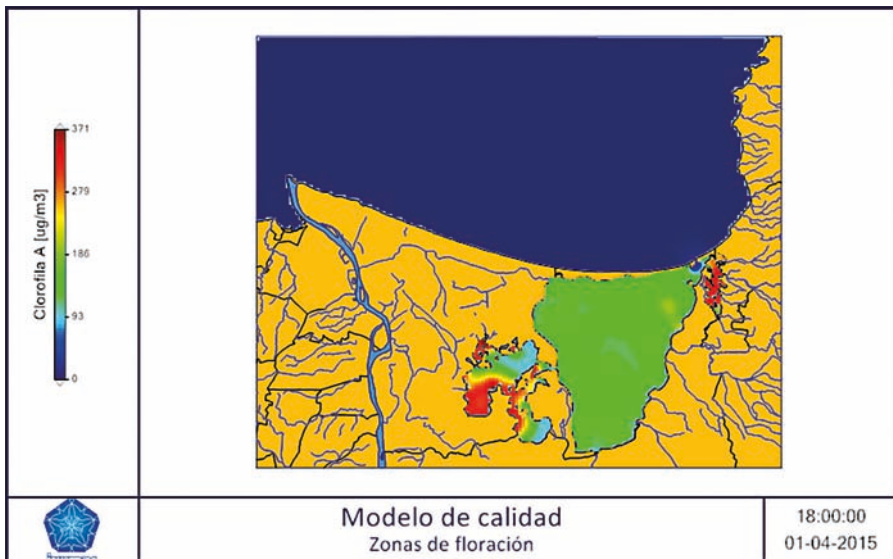 371
279
186
93
0
Clorofila A [ug/m3]
Modelo de calidad
Zonas de floración
18:00:00
01-04-2015